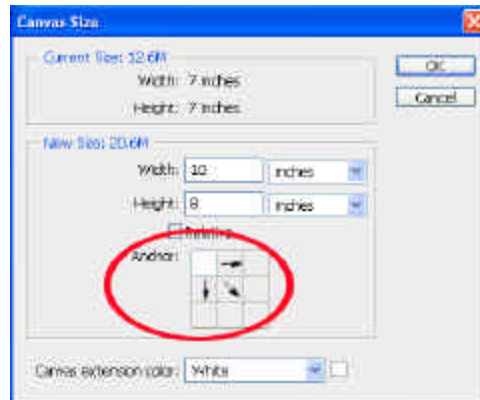 Canvas Size
Current Size: 12.6M
Width: 7 inches
Height: 7 inches
OK
Cancel
New Size: 20.6M
Width: 10 inches
Height: 8 inches
Relative
Anchor:
Canvas extension color: White